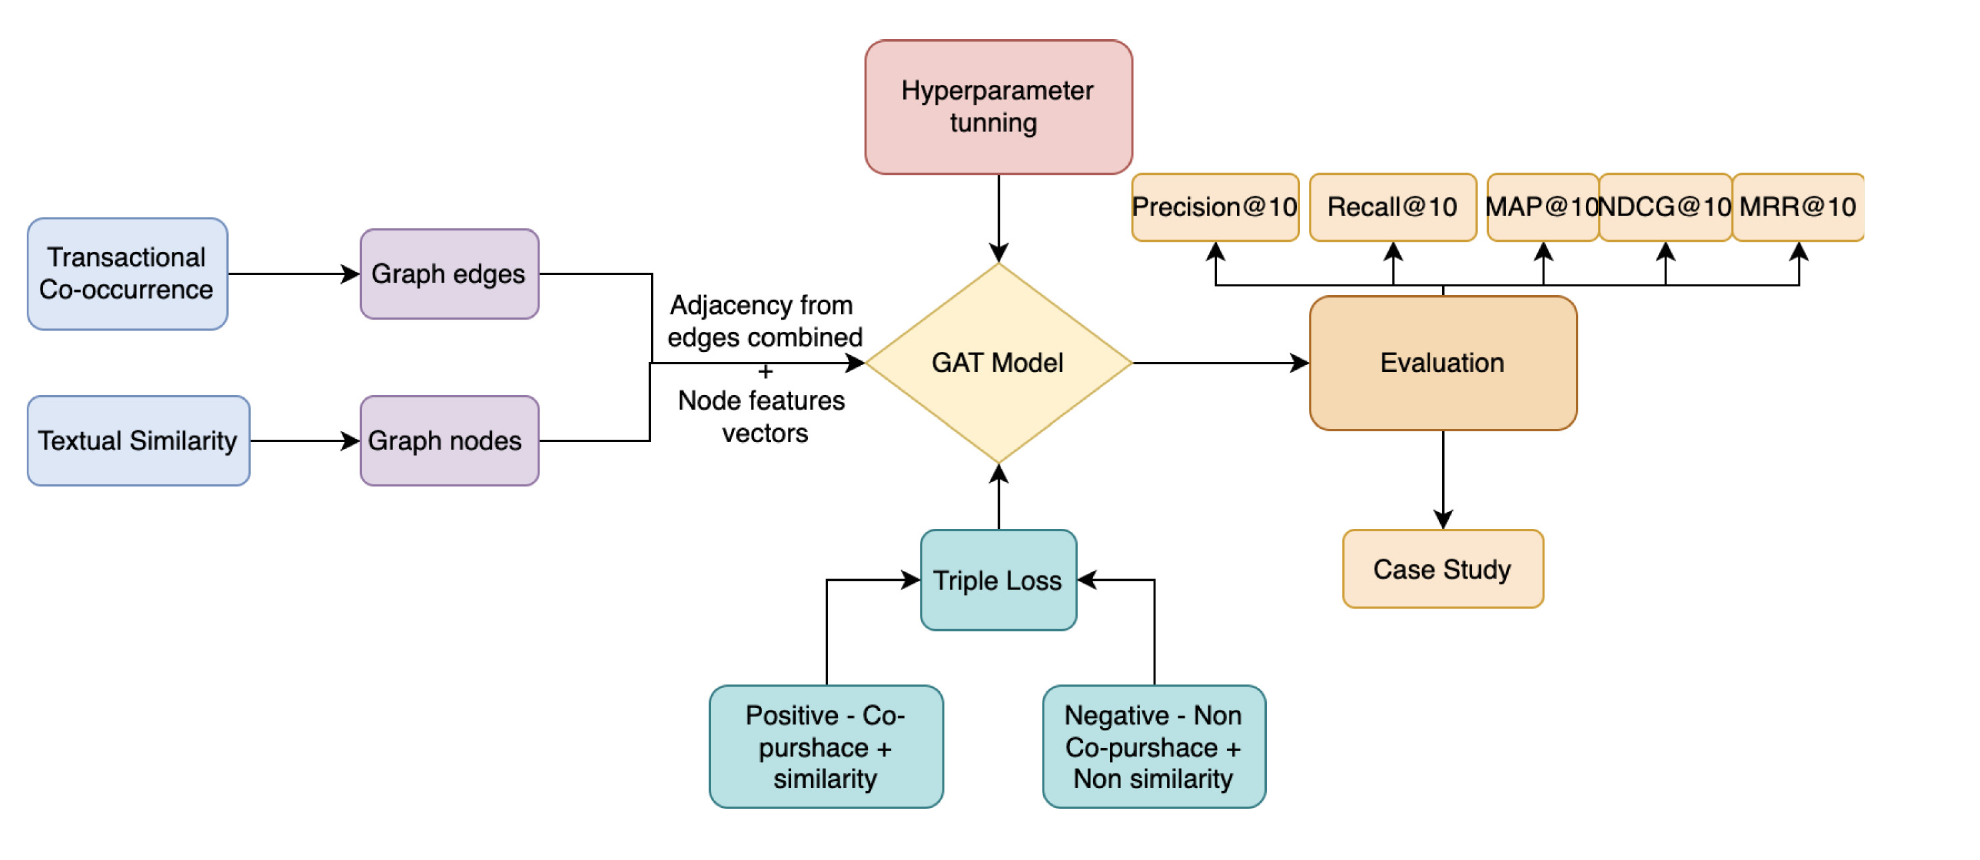 Hyperparameter
tunning
Precision@10
Recall@10
MAP@10
NDCG@10
MRR@10
Transactional
Co-occurrence
Graph edges
Adjacency from
edges combined
+
Node features
vectors
GAT Model
Evaluation
Textual Similarity
Graph nodes
Triple Loss
Case Study
Positive - Co-
purshace +
similarity
Negative - Non
Co-purshace +
Non similarity